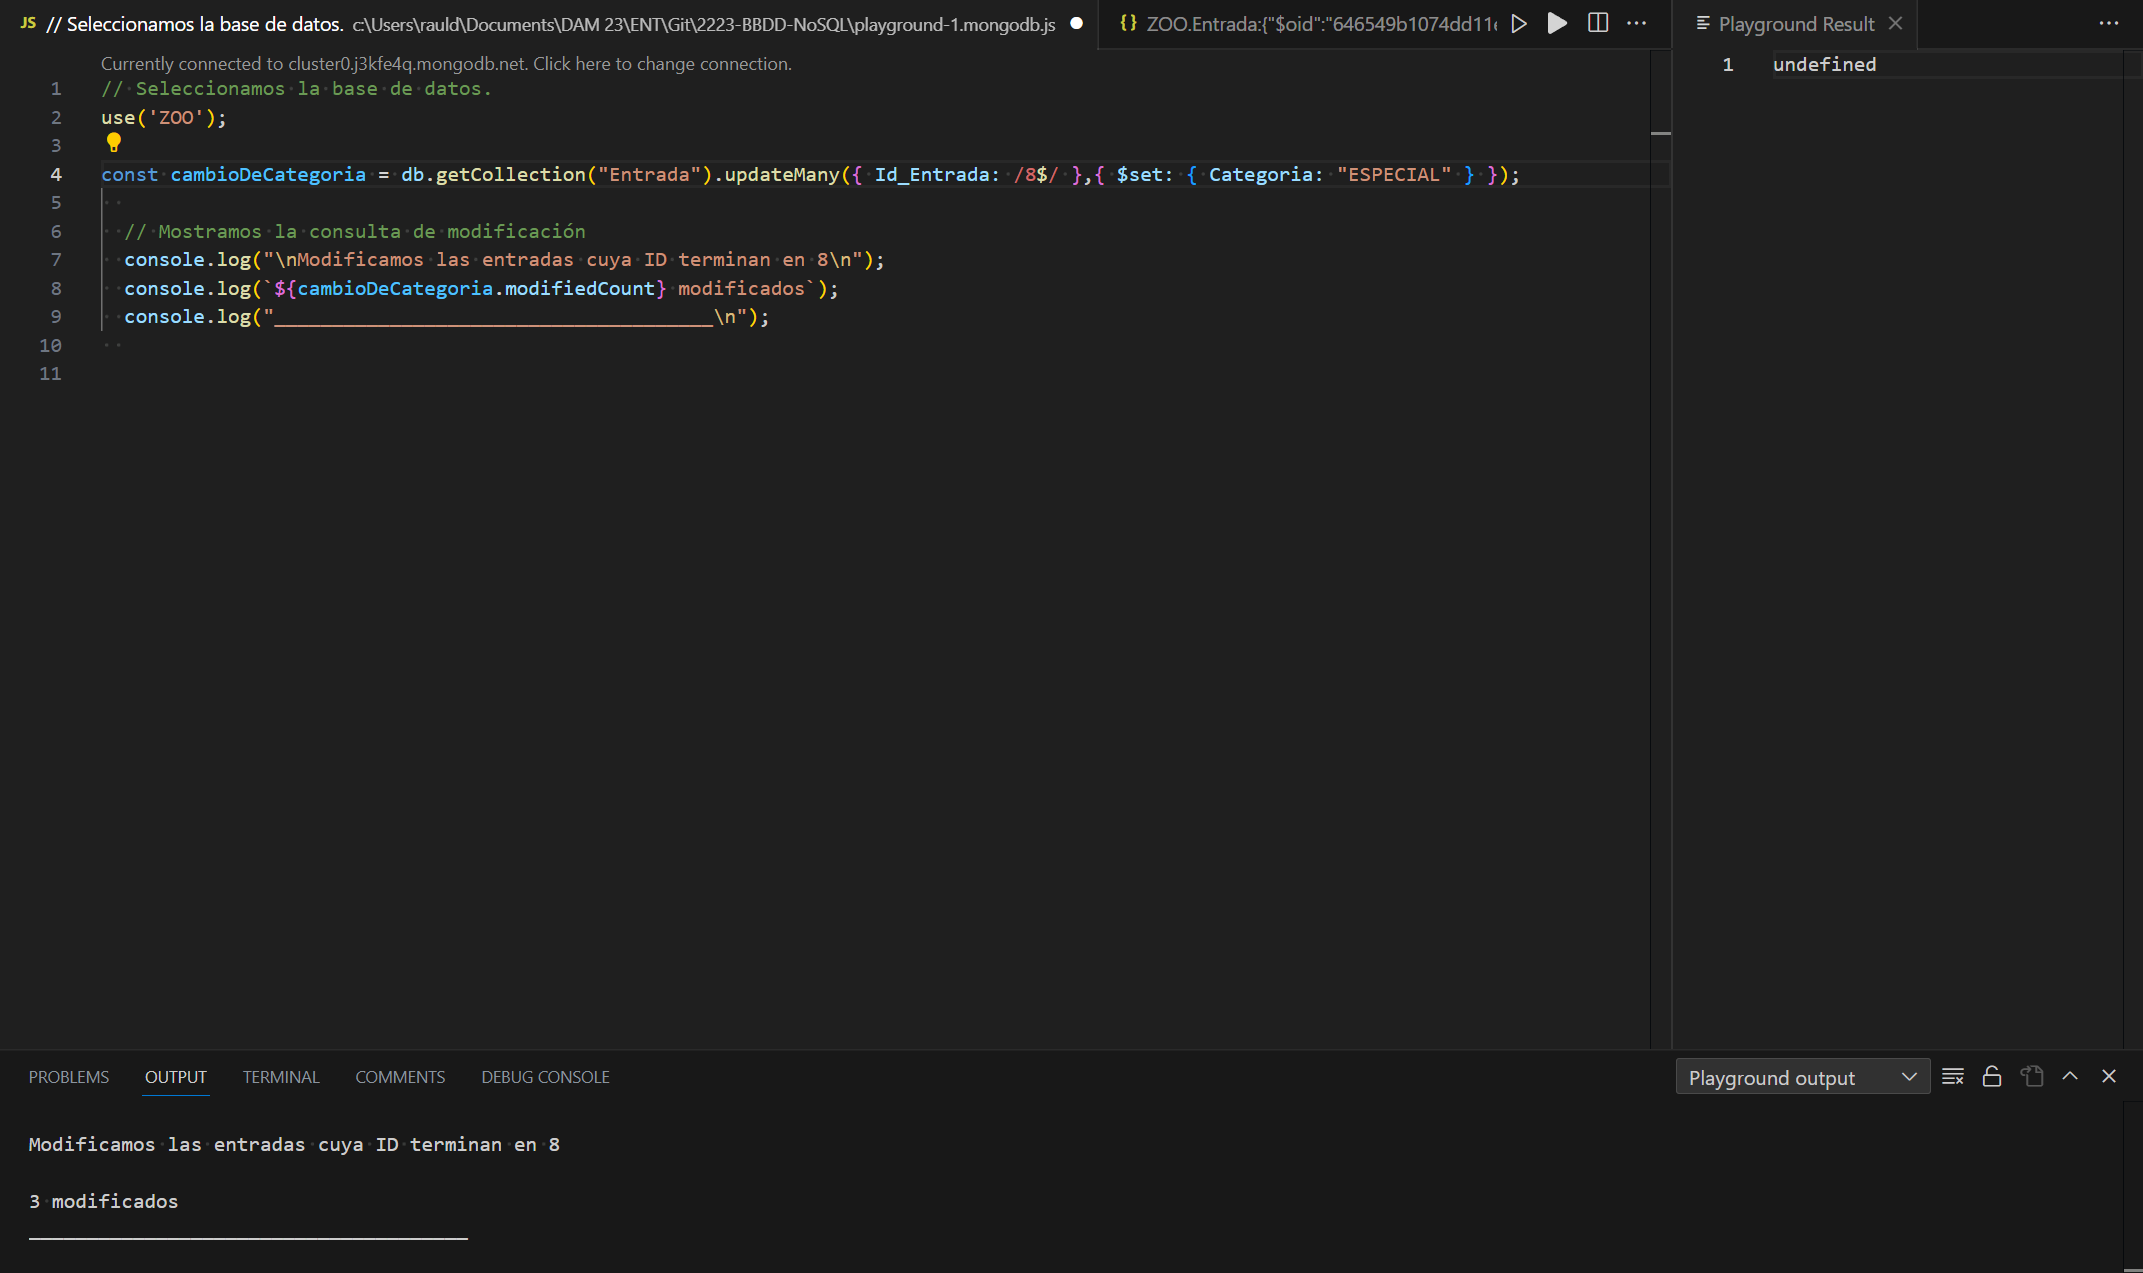 JS // Seleccionamos la base de datos. c:\Users\rauld\Documents\DAM 23\ENT\Git\2223-BBDD-NoSQL\playground-1.mongodb.js
{} ZOO.Entrada:{"$oid":"646549b1074dd11e
Playground Result
Currently connected to cluster0.j3kfe4q.mongodb.net. Click here to change connection.
1 // Seleccionamos la base de datos.
2 use('ZOO');
3
4 const cambioDeCategoria = db.getCollection("Entrada").updateMany({ Id_Entrada: /8$/ },{ $set: { Categoria: "ESPECIAL" } });
5
6 // Mostramos la consulta de modificación
7 console.log("\nModificamos las entradas cuya ID terminan en 8\n");
8 console.log(`${cambioDeCategoria.modifiedCount} modificados`);
9 console.log("______________________________________\n");
10
11
1 undefined
PROBLEMS OUTPUT TERMINAL COMMENTS DEBUG CONSOLE
Playground output
Modificamos las entradas cuya ID terminan en 8
3 modificados
______________________________________